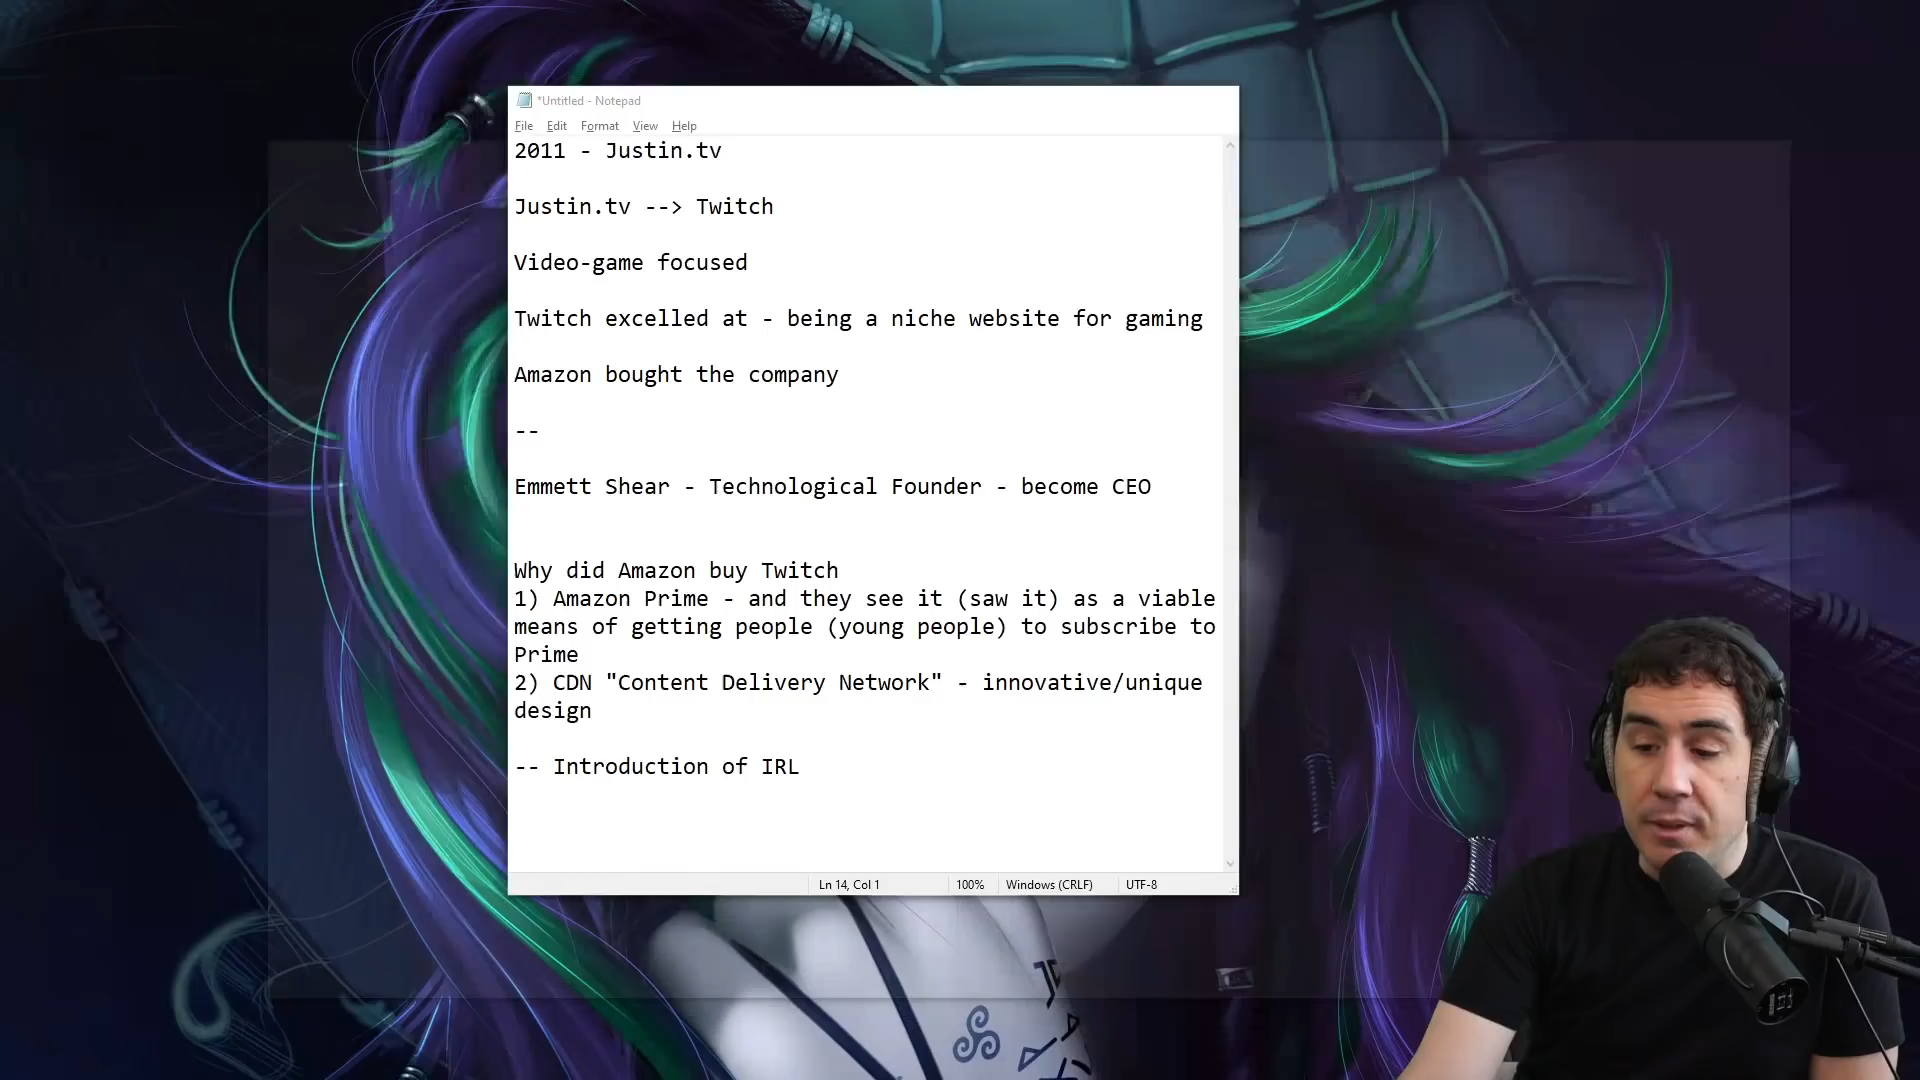 *Untitled - Notepad
File Edit Format View Help
2011 - Justin.tv
Justin.tv --> Twitch
Video-game focused
Twitch excelled at - being a niche website for gaming
Amazon bought the company
--
Emmett Shear - Technological Founder - become CEO
Why did Amazon buy Twitch
1) Amazon Prime - and they see it (saw it) as a viable
means of getting people (young people) to subscribe to
Prime
2) CDN "Content Delivery Network" - innovative/unique
design
-- Introduction of IRL
Ln 14, Col 1 100% Windows (CRLF) UTF-8